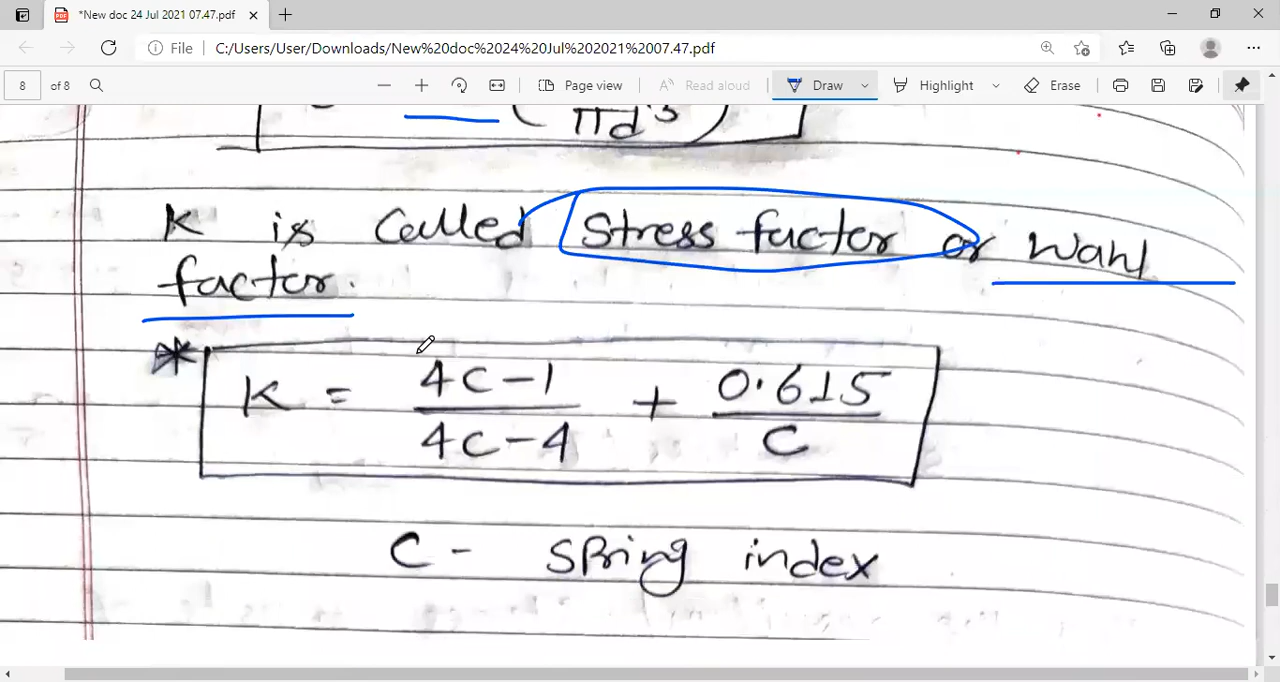 *New doc 24 Jul 2021 07.47.pdf
File C:/Users/User/Downloads/New%20doc%2024%20Jul%202021%2007.47.pdf
8 of 8 Page view Read aloud Draw Highlight Erase
πd³
K is Called Stress factor or Wahl
factor.
* K = 4C-1 / 4C-4 + 0.615 / C
C - SPring index